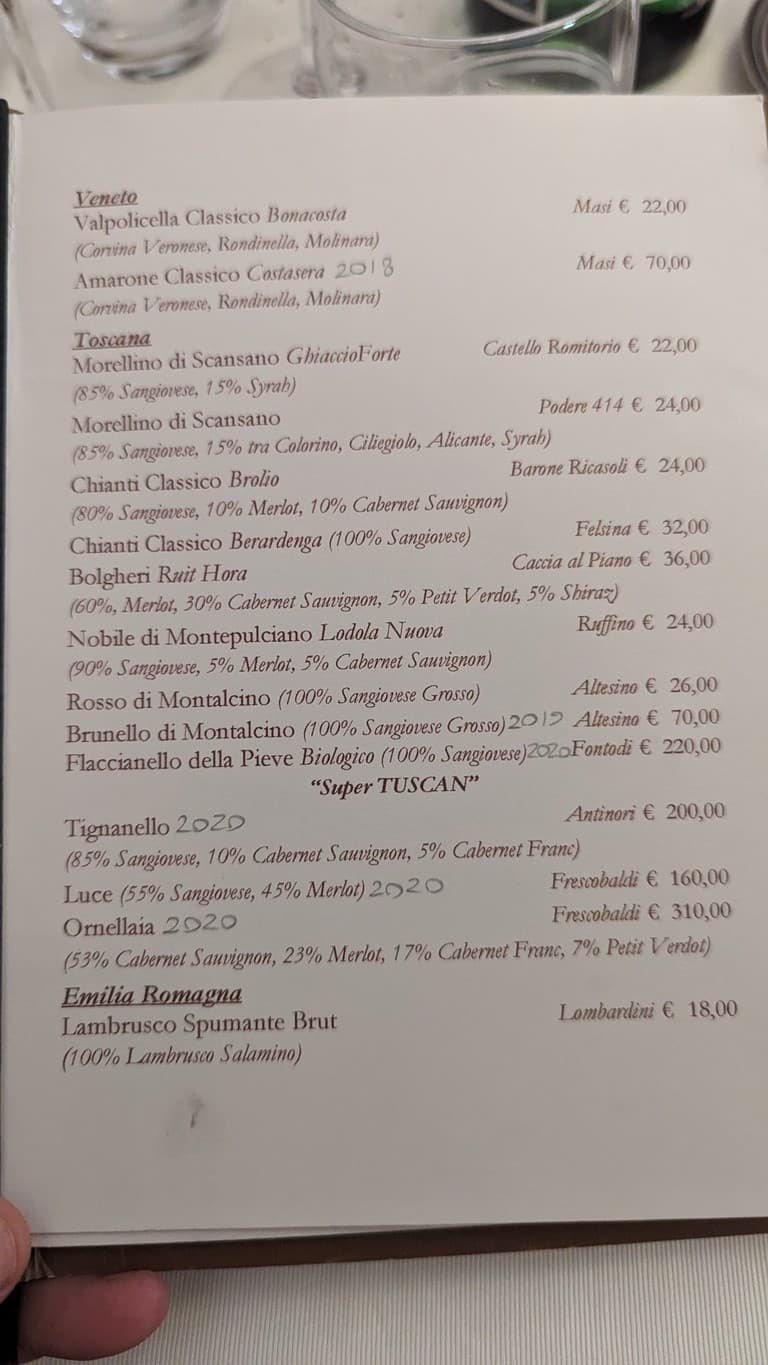 Veneto
Valpolicella Classico Bonacosta Masi € 22,00
(Corvina Veronese, Rondinella, Molinara)
Amarone Classico Costasera 2018 Masi € 70,00
(Corvina Veronese, Rondinella, Molinara)
Toscana
Morellino di Scansano GhiaccioForte Castello Romitorio € 22,00
(85% Sangiovese, 15% Syrah)
Morellino di Scansano Podere 414 € 24,00
(85% Sangiovese, 15% tra Colorino, Ciliegiolo, Alicante, Syrah)
Chianti Classico Brolio Barone Ricasoli € 24,00
(80% Sangiovese, 10% Merlot, 10% Cabernet Sauvignon)
Chianti Classico Berardenga (100% Sangiovese) Felsina € 32,00
Bolgheri Ruit Hora Caccia al Piano € 36,00
(60%, Merlot, 30% Cabernet Sauvignon, 5% Petit Verdot, 5% Shiraz)
Nobile di Montepulciano Lodola Nuova Ruffino € 24,00
(90% Sangiovese, 5% Merlot, 5% Cabernet Sauvignon)
Rosso di Montalcino (100% Sangiovese Grosso) Altesino € 26,00
Brunello di Montalcino (100% Sangiovese Grosso) 2019 Altesino € 70,00
Flaccianello della Pieve Biologico (100% Sangiovese) 2020 Fontodi € 220,00
“Super TUSCAN”
Tignanello 2020 Antinori € 200,00
(85% Sangiovese, 10% Cabernet Sauvignon, 5% Cabernet Franc)
Luce (55% Sangiovese, 45% Merlot) 2020 Frescobaldi € 160,00
Ornellaia 2020 Frescobaldi € 310,00
(53% Cabernet Sauvignon, 23% Merlot, 17% Cabernet Franc, 7% Petit Verdot)
Emilia Romagna
Lambrusco Spumante Brut Lombardini € 18,00
(100% Lambrusco Salamino)